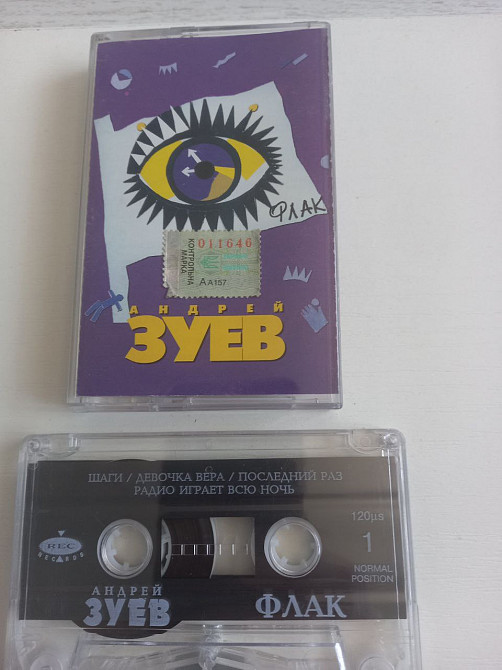 ФЛАК
011646
КОНТРОЛЬНА
МАРКА
АА157
АНДРЕЙ
ЗУЕВ
ШАГИ / ДЕВОЧКА ВЕРА / ПОСЛЕДНИЙ РАЗ
РАДИО ИГРАЕТ ВСЮ НОЧЬ
REC
RECORDS
120µs
1
NORMAL
POSITION
АНДРЕЙ
ЗУЕВ
ФЛАК